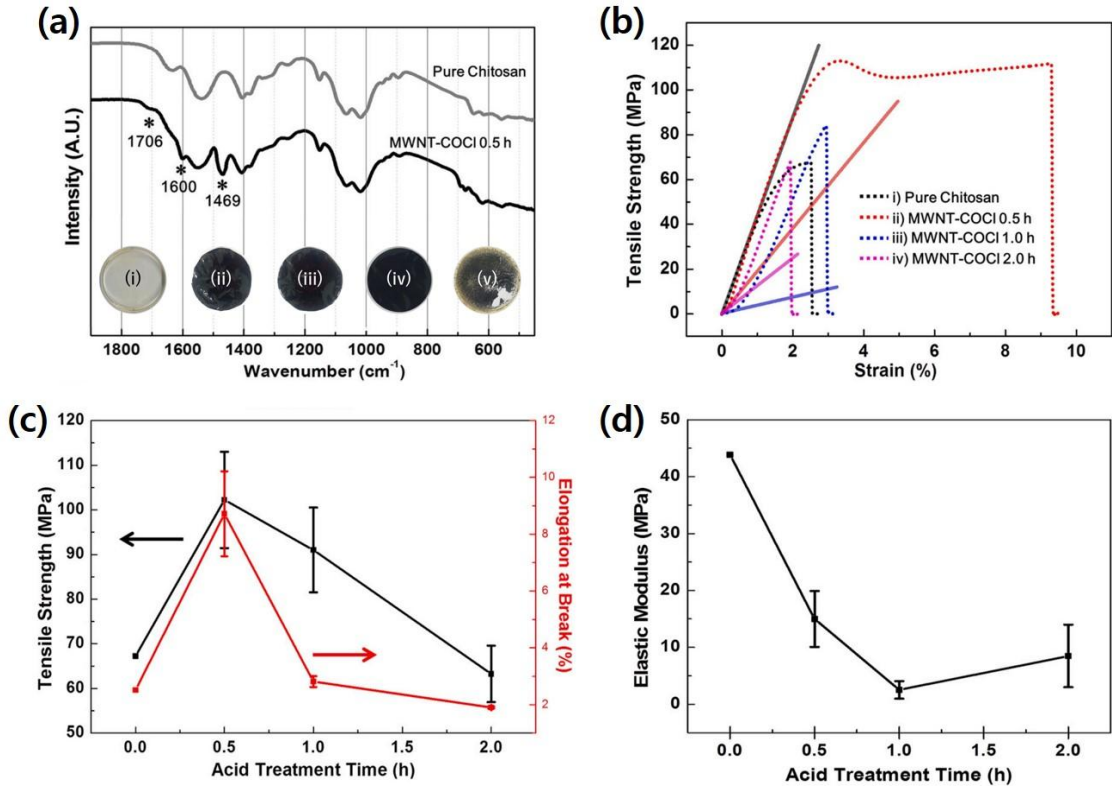 (a)
Intensity (A.U.)
Pure Chitosan
MWNT-COCl 0.5 h
*
1706
*
1600
*
1469
(i)
(ii)
(iii)
(iv)
(v)
1800 1600 1400 1200 1000 800 600
Wavenumber (cm-1)
(b)
Tensile Strength (MPa)
120
100
80
60
40
20
0
i) Pure Chitosan
ii) MWNT-COCl 0.5 h
iii) MWNT-COCl 1.0 h
iv) MWNT-COCl 2.0 h
0 2 4 6 8 10
Strain (%)
(c)
Tensile Strength (MPa)
120
110
100
90
80
70
60
50
12
10
8
6
4
2
Elongation at Break (%)
0.0 0.5 1.0 1.5 2.0
Acid Treatment Time (h)
(d)
Elastic Modulus (MPa)
50
40
30
20
10
0
0.0 0.5 1.0 1.5 2.0
Acid Treatment Time (h)